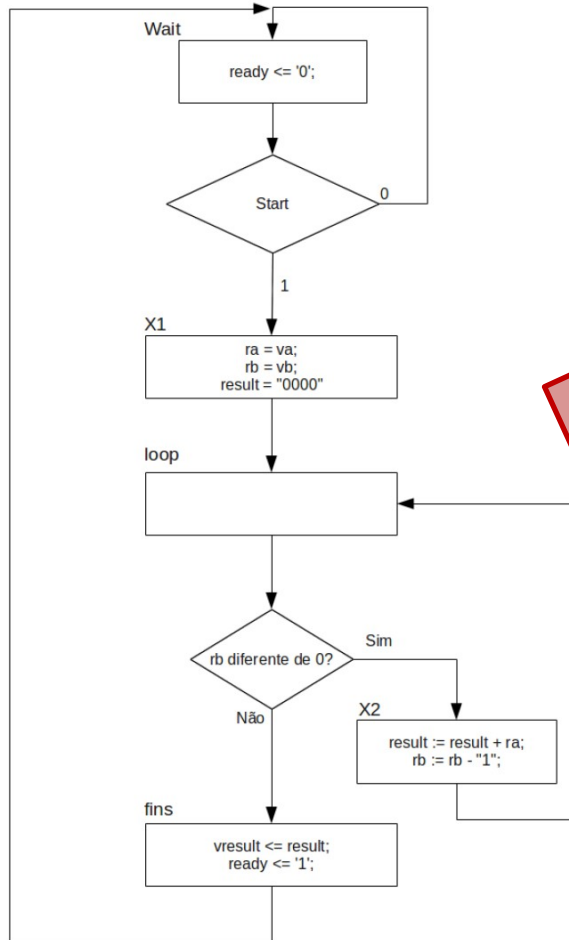 Wait
ready <= '0';
Start
0
1
X1
ra = va;
rb = vb;
result = "0000"
loop
rb diferente de 0?
Sim
Não
X2
result := result + ra;
rb := rb - "1";
fins
vresult <= result;
ready <= '1';